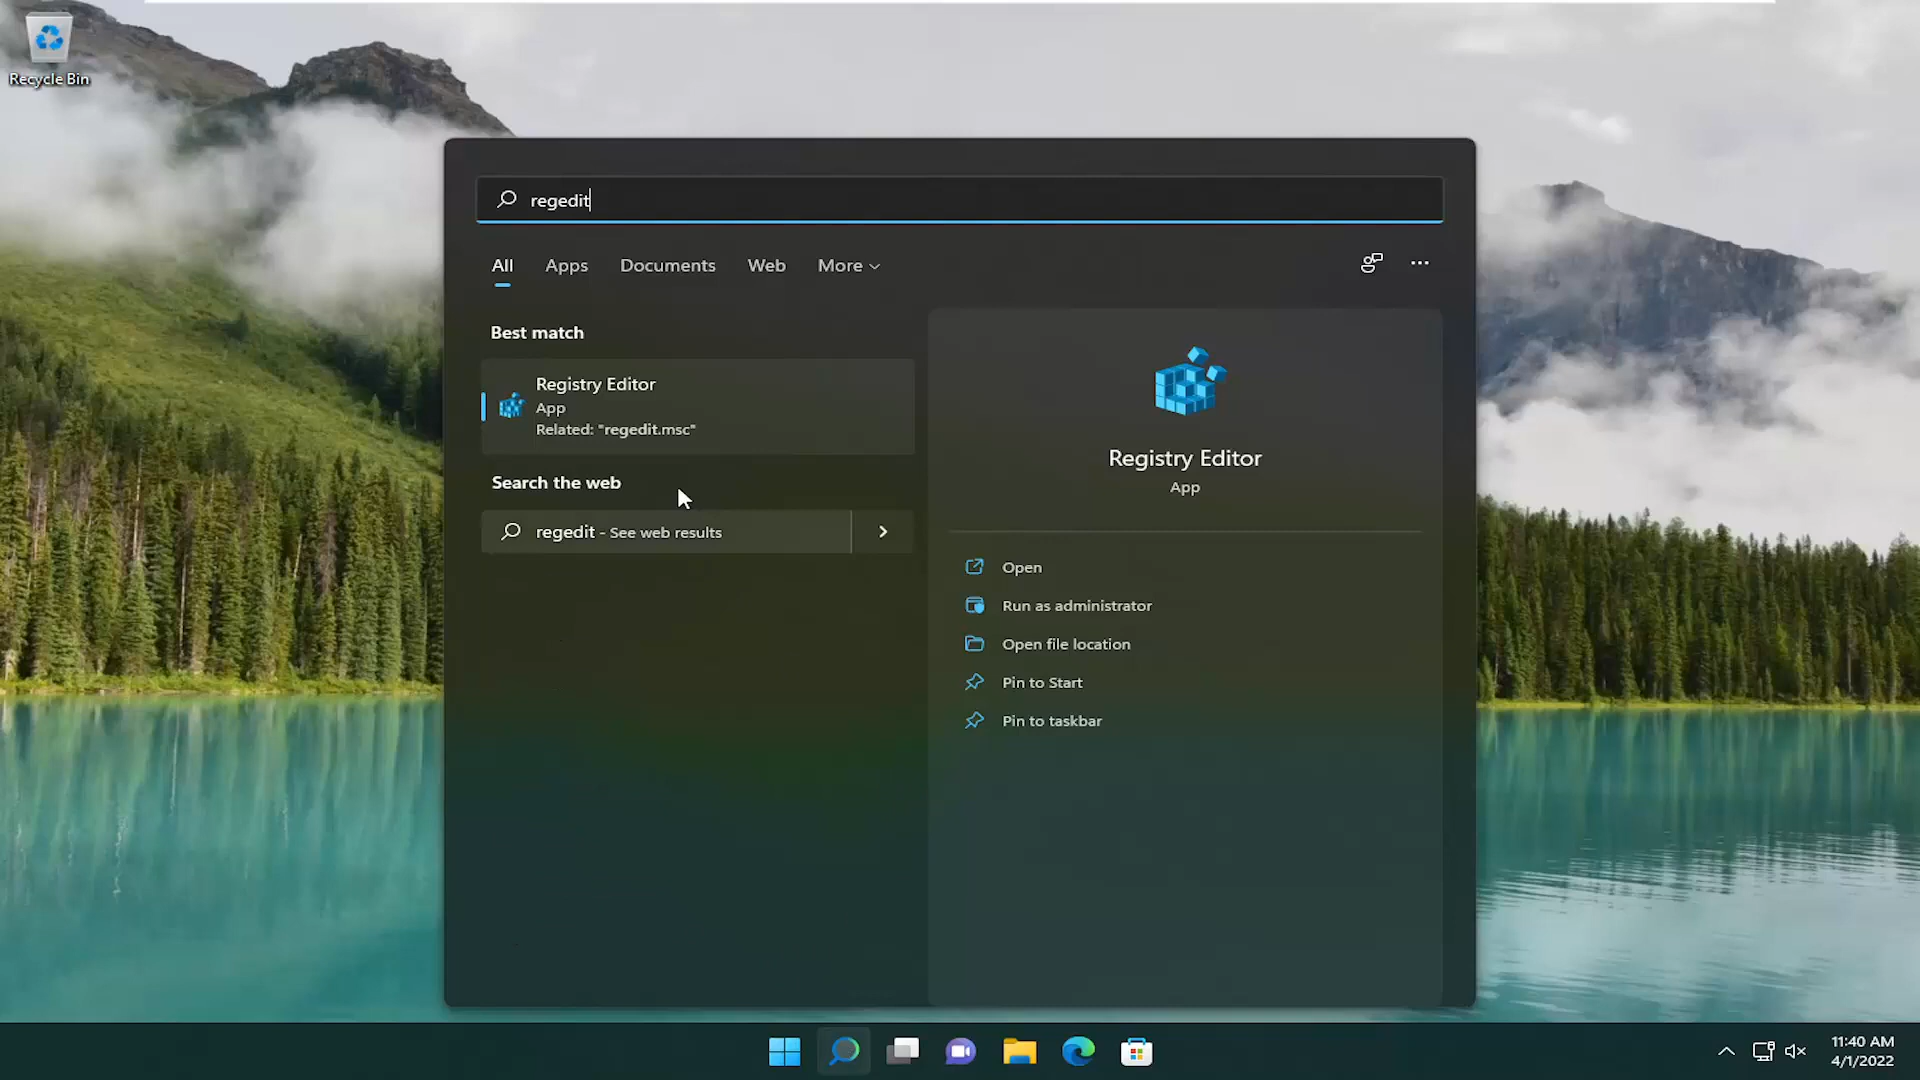 Recycle Bin
regedit
All Apps Documents Web More
Best match
Registry Editor
App
Related: "regedit.msc"
Search the web
regedit - See web results
Registry Editor
App
Open
Run as administrator
Open file location
Pin to Start
Pin to taskbar
11:40 AM
4/1/2022